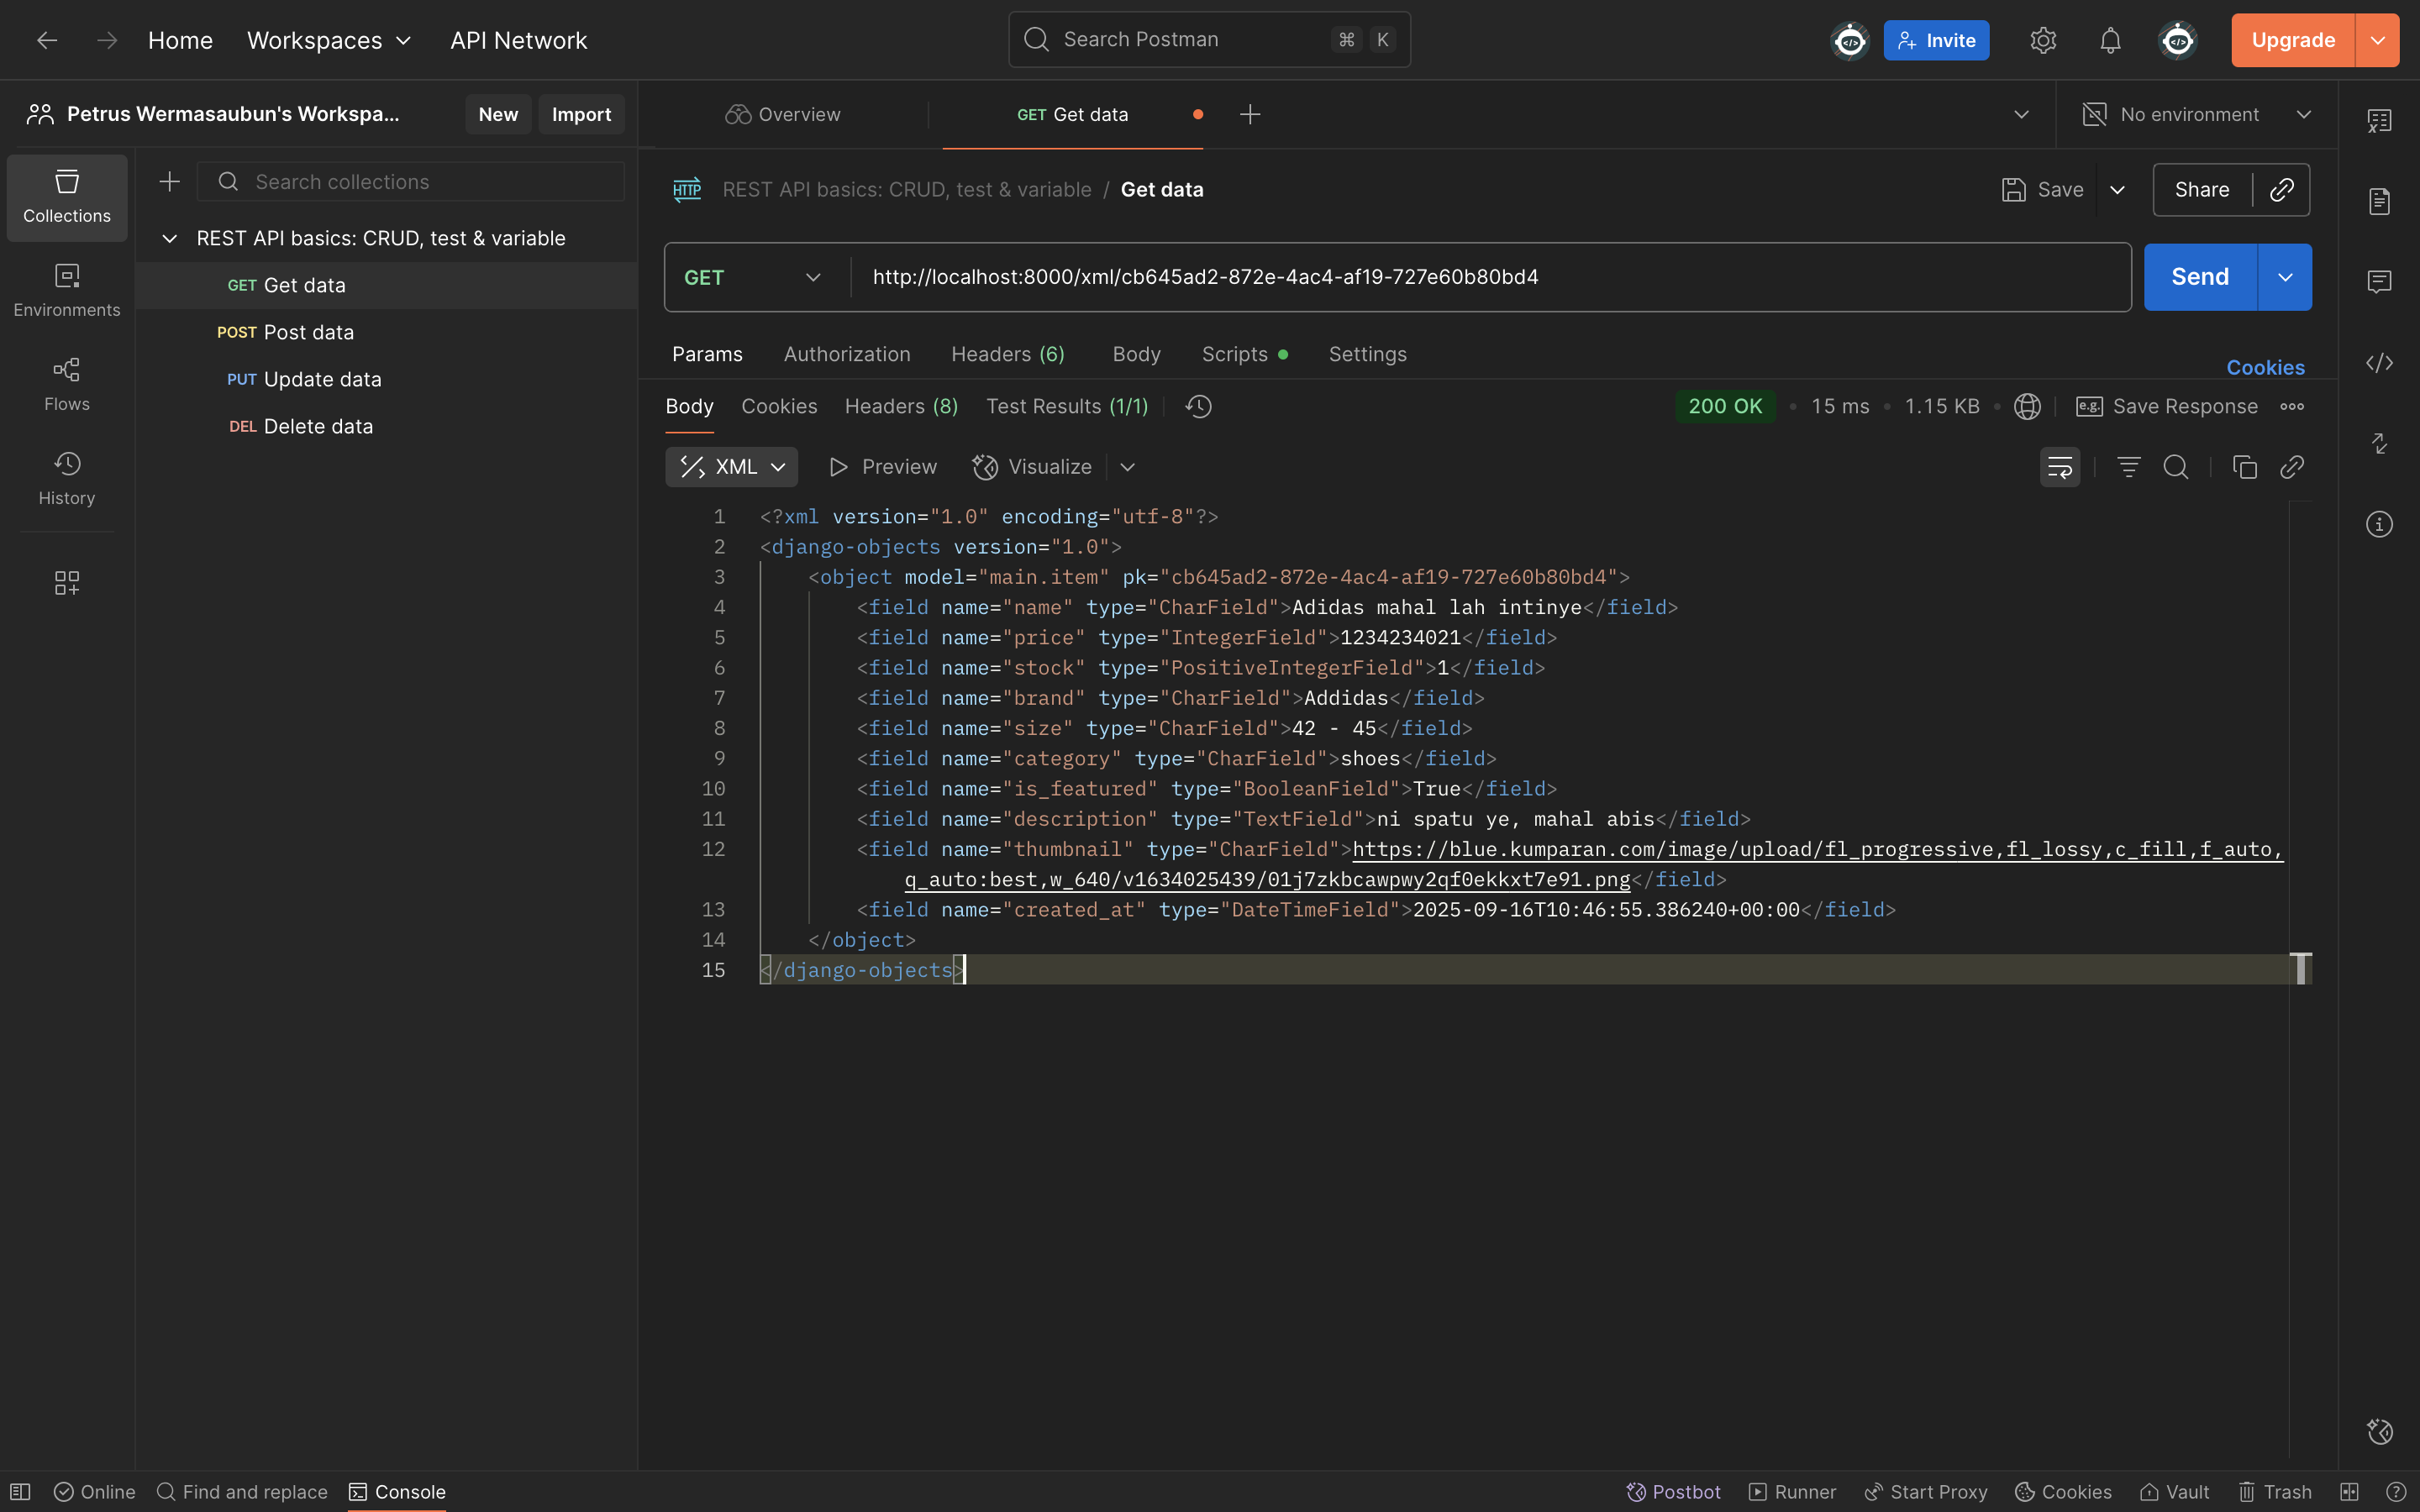 Home Workspaces API Network Search Postman ⌘ K Invite Upgrade
Petrus Wermasaubun's Workspa... New Import
Overview GET Get data No environment
Collections
Environments
Flows
History
Search collections
REST API basics: CRUD, test & variable
GET Get data
POST Post data
PUT Update data
DEL Delete data
HTTP REST API basics: CRUD, test & variable / Get data Save Share
GET http://localhost:8000/xml/cb645ad2-872e-4ac4-af19-727e60b80bd4 Send
Params Authorization Headers (6) Body Scripts Settings Cookies
Body Cookies Headers (8) Test Results (1/1) 200 OK • 15 ms • 1.15 KB • e.g. Save Response
XML Preview Visualize
1 <?xml version="1.0" encoding="utf-8"?>
2 <django-objects version="1.0">
3 <object model="main.item" pk="cb645ad2-872e-4ac4-af19-727e60b80bd4">
4 <field name="name" type="CharField">Adidas mahal lah intinye</field>
5 <field name="price" type="IntegerField">1234234021</field>
6 <field name="stock" type="PositiveIntegerField">1</field>
7 <field name="brand" type="CharField">Addidas</field>
8 <field name="size" type="CharField">42 - 45</field>
9 <field name="category" type="CharField">shoes</field>
10 <field name="is_featured" type="BooleanField">True</field>
11 <field name="description" type="TextField">ni spatu ye, mahal abis</field>
12 <field name="thumbnail" type="CharField">https://blue.kumparan.com/image/upload/fl_progressive,fl_lossy,c_fill,f_auto,
q_auto:best,w_640/v1634025439/01j7zkbcawpwy2qf0ekkxt7e91.png</field>
13 <field name="created_at" type="DateTimeField">2025-09-16T10:46:55.386240+00:00</field>
14 </object>
15 </django-objects>
Online Find and replace Console Postbot Runner Start Proxy Cookies Vault Trash